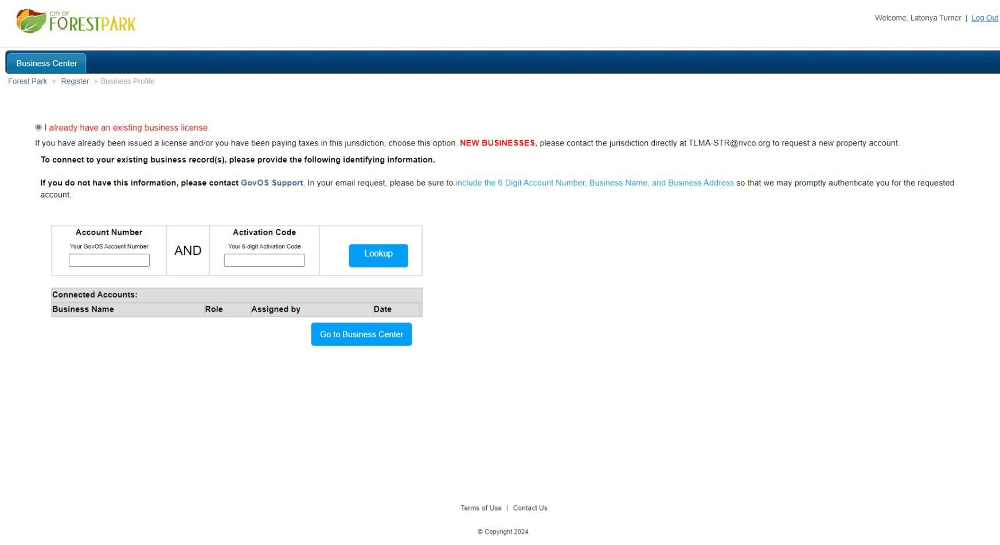 CITY OF
FORESTPARK
Welcome, Latonya Turner | Log Out
Business Center
Forest Park > Register > Business Profile
I already have an existing business license.
If you have already been issued a license and/or you have been paying taxes in this jurisdiction, choose this option. NEW BUSINESSES, please contact the jurisdiction directly at TLMA-STR@rivco.org to request a new property account.
To connect to your existing business record(s), please provide the following identifying information.
If you do not have this information, please contact GovOS Support. In your email request, please be sure to include the 6 Digit Account Number, Business Name, and Business Address so that we may promptly authenticate you for the requested
account.
Account Number
Your GovOS Account Number
AND
Activation Code
Your 6-digit Activation Code
Lookup
Connected Accounts:
Business Name Role Assigned by Date
Go to Business Center
Terms of Use | Contact Us
© Copyright 2024.